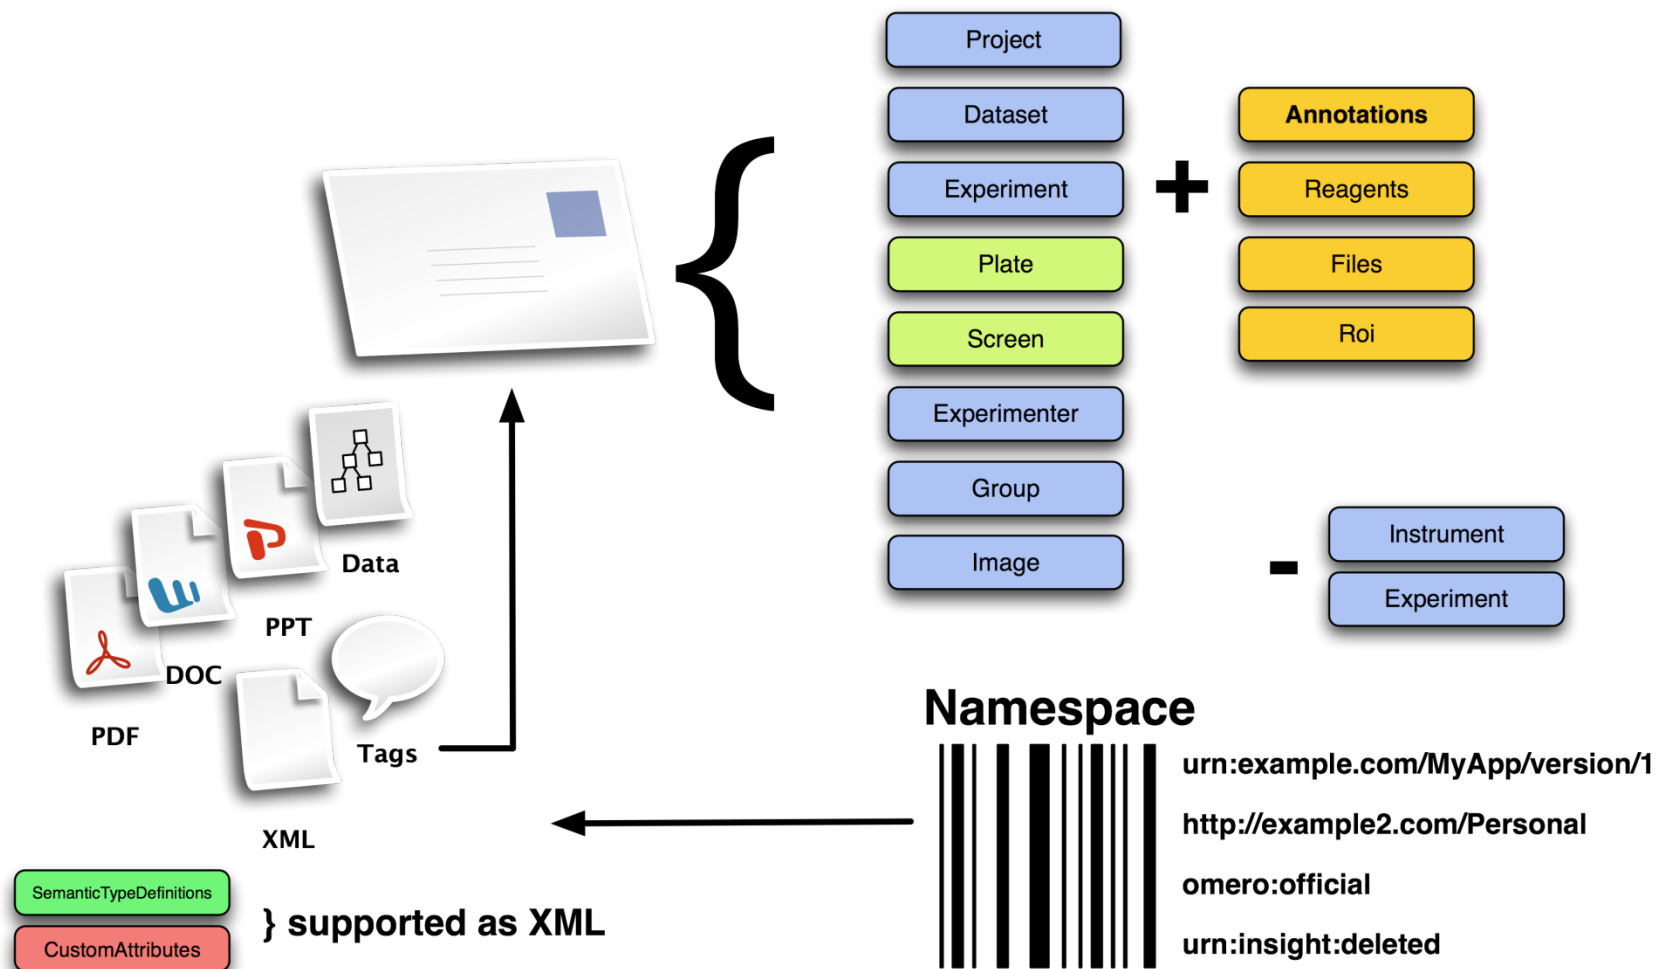 Project
Dataset
Experiment
Plate
Screen
Experimenter
Group
Image
+
Annotations
Reagents
Files
Roi
-
Instrument
Experiment
{
Data
PPT
DOC
PDF
Tags
XML
SemanticTypeDefinitions
CustomAttributes
} supported as XML
Namespace
urn:example.com/MyApp/version/1
http://example2.com/Personal
omero:official
urn:insight:deleted